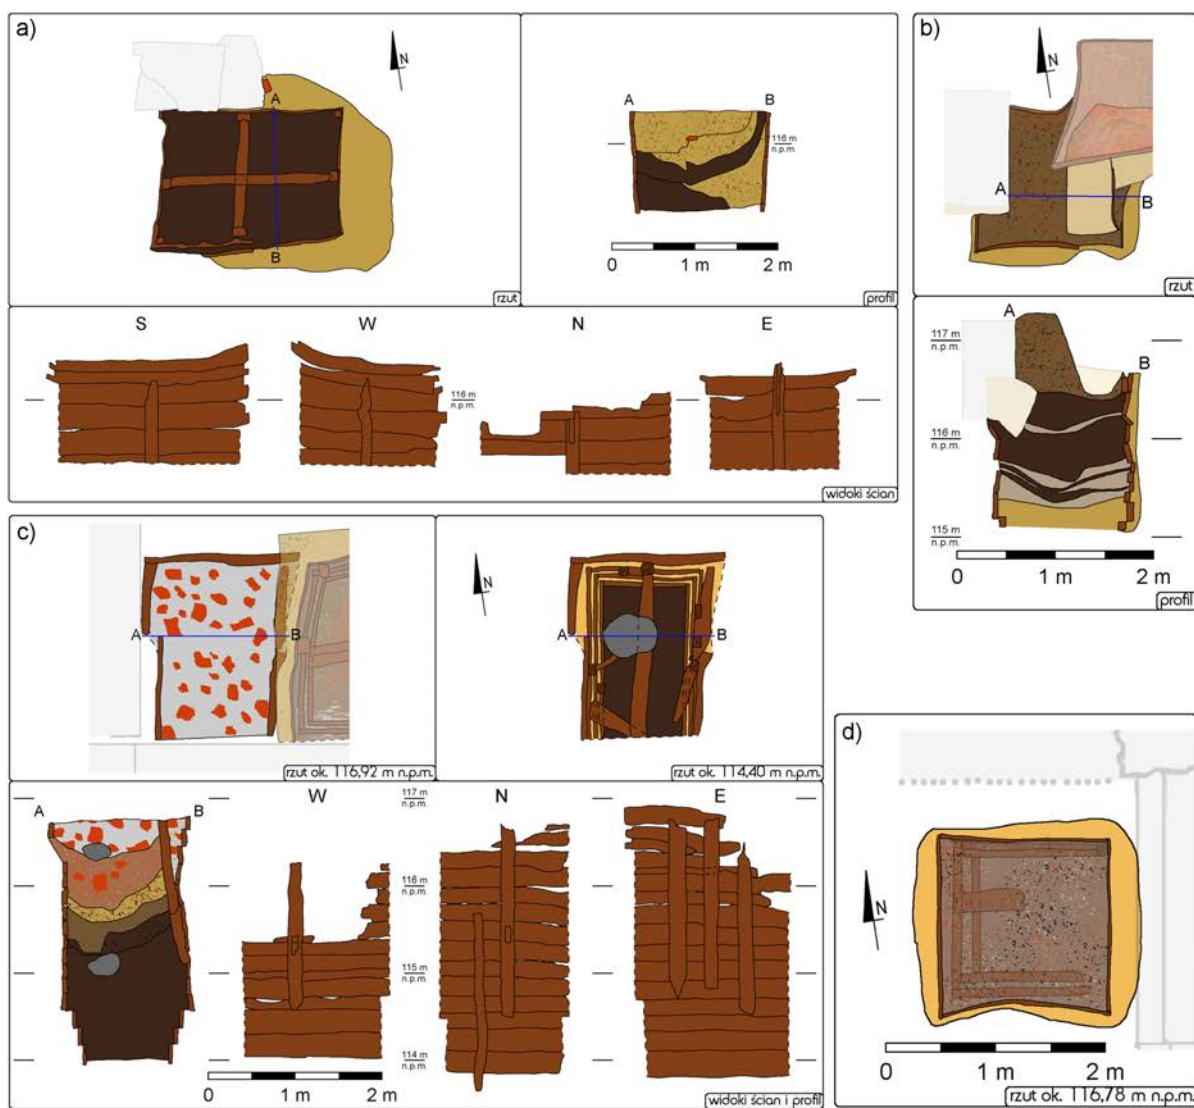 a)
N
A
B
rzut
A
B
116 m
n.p.m.
0 1 m 2 m
profil
S W N E
116 m
n.p.m.
widoki ścian
b)
N
A
B
rzut
A
B
117 m
n.p.m.
116 m
n.p.m.
115 m
n.p.m.
0 1 m 2 m
profil
c)
A
B
rzut ok. 116,92 m n.p.m.
N
A
B
rzut ok. 114,40 m n.p.m.
A
B
W N E
117 m
n.p.m.
116 m
n.p.m.
115 m
n.p.m.
114 m
n.p.m.
0 1 m 2 m
widoki ścian i profil
d)
N
0 1 m 2 m
rzut ok. 116,78 m n.p.m.